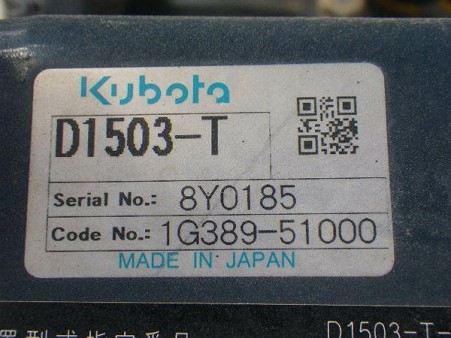 Kubota
D1503-T
Serial No.: 8Y0185
Code No.: 1G389-51000
MADE IN JAPAN
D1503-T-